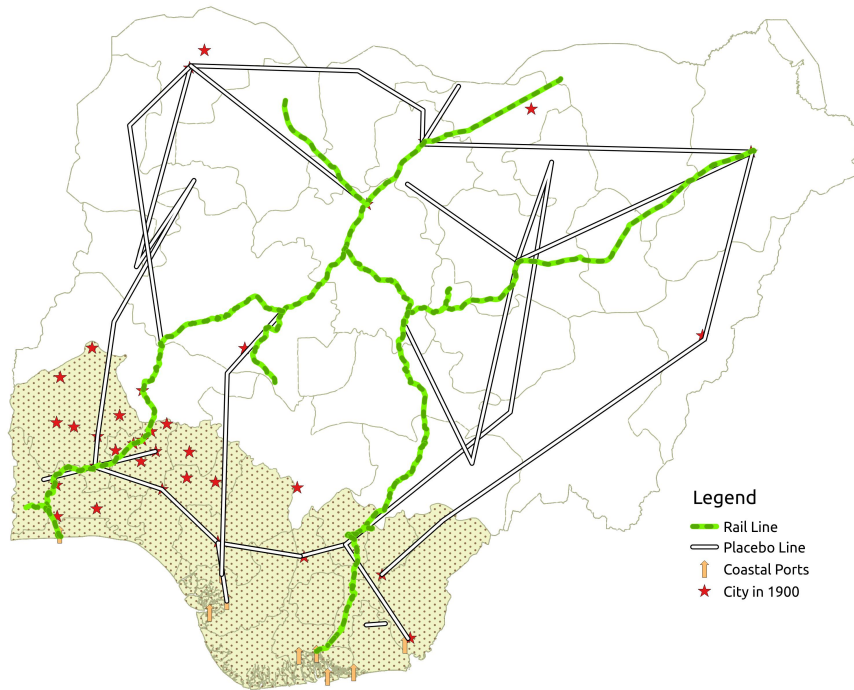 Legend
Rail Line
Placebo Line
Coastal Ports
City in 1900